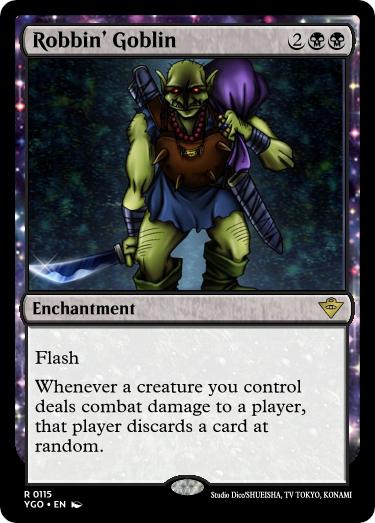 Robbin' Goblin 2
Enchantment
Flash
Whenever a creature you control
deals combat damage to a player,
that player discards a card at
random.
R 0115
YGO • EN
Studio Dice/SHUEISHA, TV TOKYO, KONAMI